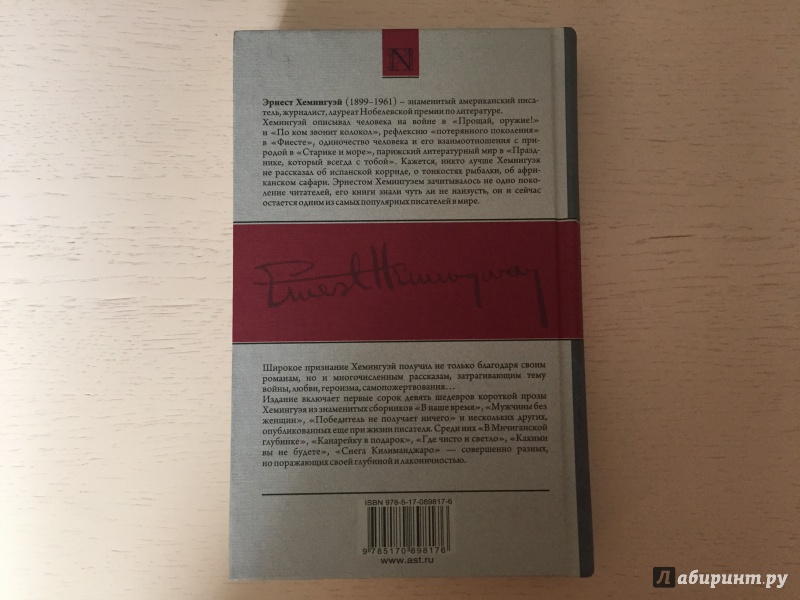 N
Эрнест Хемингуэй (1899–1961) – знаменитый американский писа-
тель, журналист, лауреат Нобелевской премии по литературе.
Хемингуэй описывал человека на войне в «Прощай, оружие!»
и «По ком звонит колокол», рефлексию «потерянного поколения»
в «Фиесте», одиночество человека и его взаимоотношения с при-
родой в «Старике и море», парижский литературный мир в «Празд-
нике, который всегда с тобой». Кажется, никто лучше Хемингуэя
не рассказал об испанской корриде, о тонкостях рыбалки, об афри-
канском сафари. Эрнестом Хемингуэем зачитывалось не одно поко-
ление читателей, его книги знали чуть ли не наизусть, он и сейчас
остается одним из самых популярных писателей в мире.
Ernest Hemingway
Широкое признание Хемингуэй получил не только благодаря своим
романам, но и многочисленным рассказам, затрагивающим тему
войны, любви, героизма, самопожертвования…
Издание включает первые сорок девять шедевров короткой прозы
Хемингуэя из знаменитых сборников «В наше время», «Мужчины без
женщин», «Победитель не получает ничего» и нескольких других,
опубликованных еще при жизни писателя. Среди них «В Мичиганской
глубинке», «Канарейку в подарок», «Где чисто и светло», «Какими
вы не будете», «Снега Килиманджаро» — совершенно разных,
но поражающих своей глубиной и лаконичностью.
ISBN 978-5-17-089817-6
9 785170 898176
www.ast.ru
Лабиринт.ру